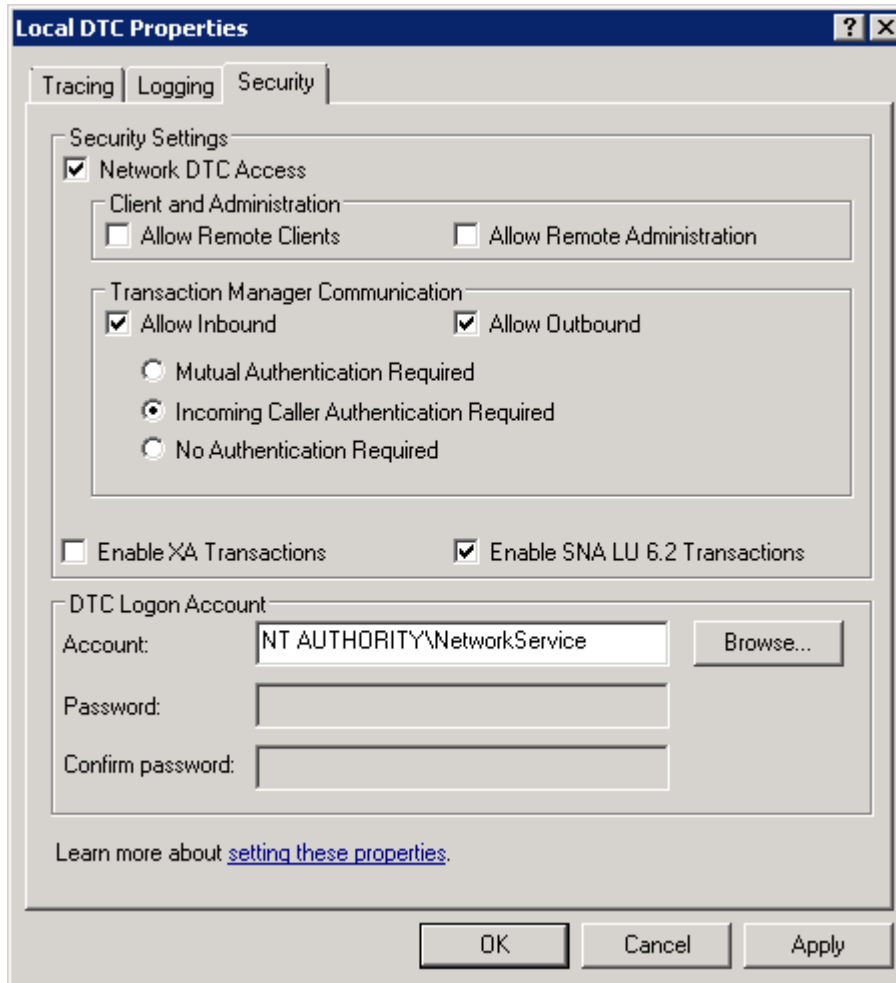 Local DTC Properties
Tracing Logging Security
Security Settings
Network DTC Access
Client and Administration
Allow Remote Clients Allow Remote Administration
Transaction Manager Communication
Allow Inbound Allow Outbound
Mutual Authentication Required
Incoming Caller Authentication Required
No Authentication Required
Enable XA Transactions Enable SNA LU 6.2 Transactions
DTC Logon Account
Account: NT AUTHORITY\NetworkService Browse...
Password:
Confirm password:
Learn more about setting these properties.
OK Cancel Apply